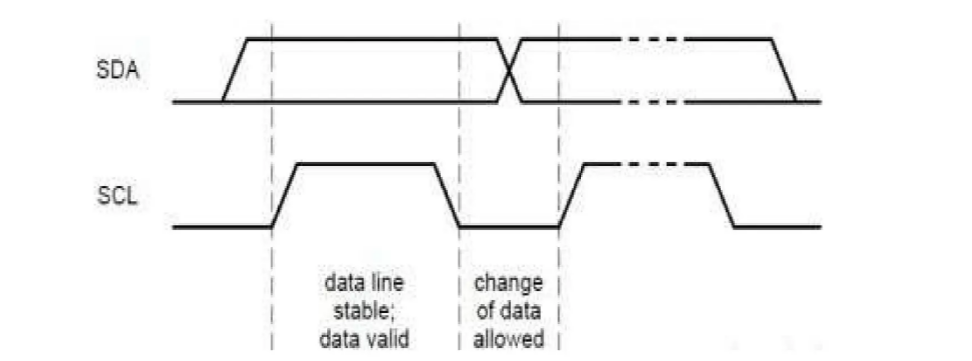 SDA
SCL
data line
stable;
data valid
change
of data
allowed